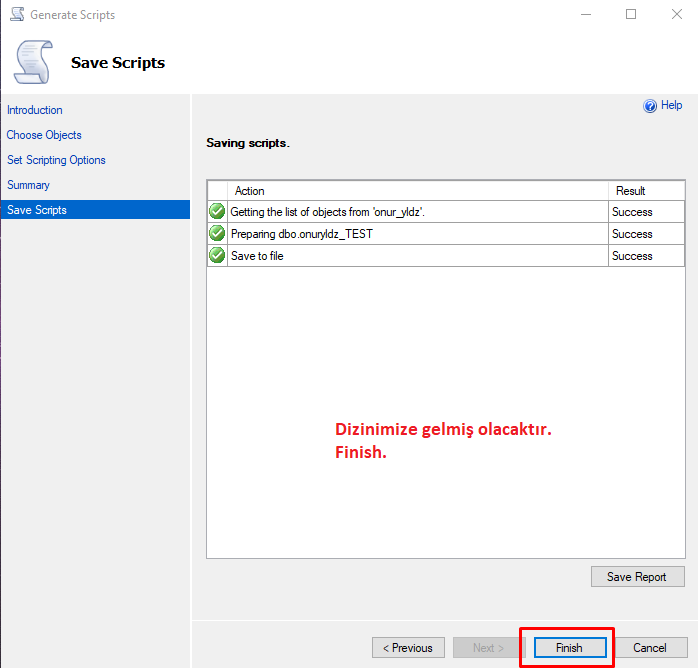 Generate Scripts
Save Scripts
Introduction
Choose Objects
Set Scripting Options
Summary
Save Scripts
Help
Saving scripts.
Action Result
Getting the list of objects from 'onur_yldz'. Success
Preparing dbo.onuryldz_TEST Success
Save to file Success
Dizinimize gelmiş olacaktır.
Finish.
Save Report
< Previous Next > Finish Cancel